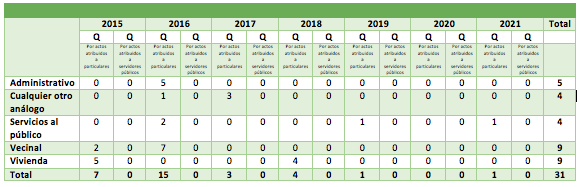 2015 2016 2017 2018 2019 2020 2021 Total
Q Q Q Q Q Q Q Q Q Q Q Q Q Q
Por actos atribuidos a particulares Por actos atribuidos a servidores públicos Por actos atribuidos a particulares Por actos atribuidos a servidores públicos Por actos atribuidos a particulares Por actos atribuidos a servidores públicos Por actos atribuidos a particulares Por actos atribuidos a servidores públicos Por actos atribuidos a particulares Por actos atribuidos a servidores públicos Por actos atribuidos a particulares Por actos atribuidos a servidores públicos Por actos atribuidos a particulares Por actos atribuidos a servidores públicos
Administrativo 0 0 5 0 0 0 0 0 0 0 0 0 0 0 5
Cualquier otro análogo 0 0 1 0 3 0 0 0 0 0 0 0 0 0 4
Servicios al público 0 0 2 0 0 0 0 0 1 0 0 0 1 0 4
Vecinal 2 0 7 0 0 0 0 0 0 0 0 0 0 0 9
Vivienda 5 0 0 0 0 0 4 0 0 0 0 0 0 0 9
Total 7 0 15 0 3 0 4 0 1 0 0 0 1 0 31